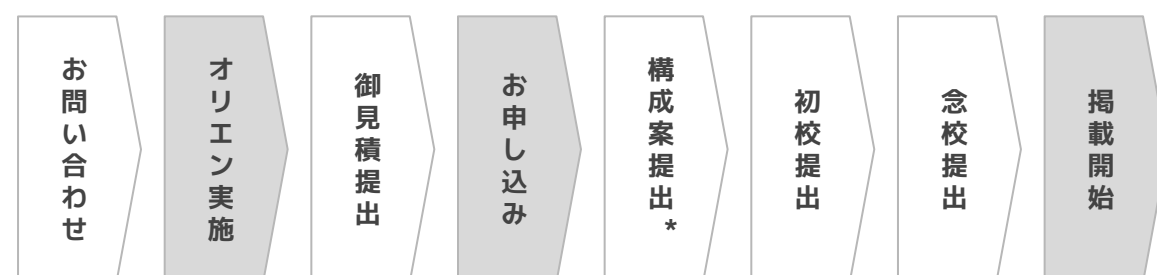 お問い合わせ
オリエン実施
御見積提出
お申し込み
構成案提出*
初校提出
念校提出
掲載開始